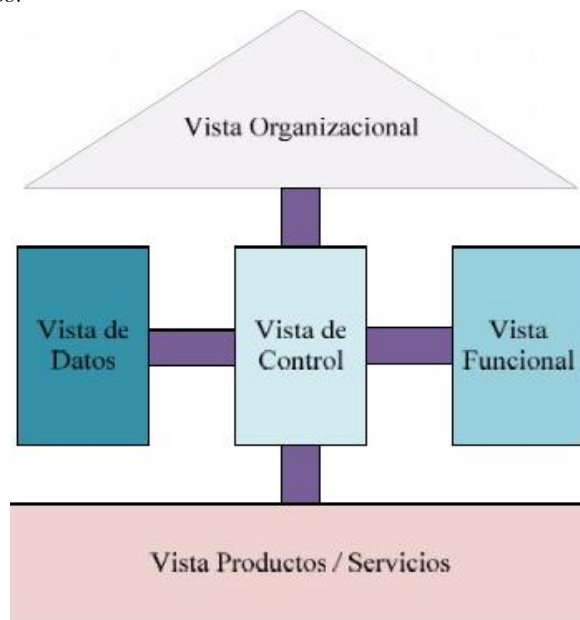 Vista Organizacional
Vista de
Datos
Vista de
Control
Vista
Funcional
Vista Productos / Servicios